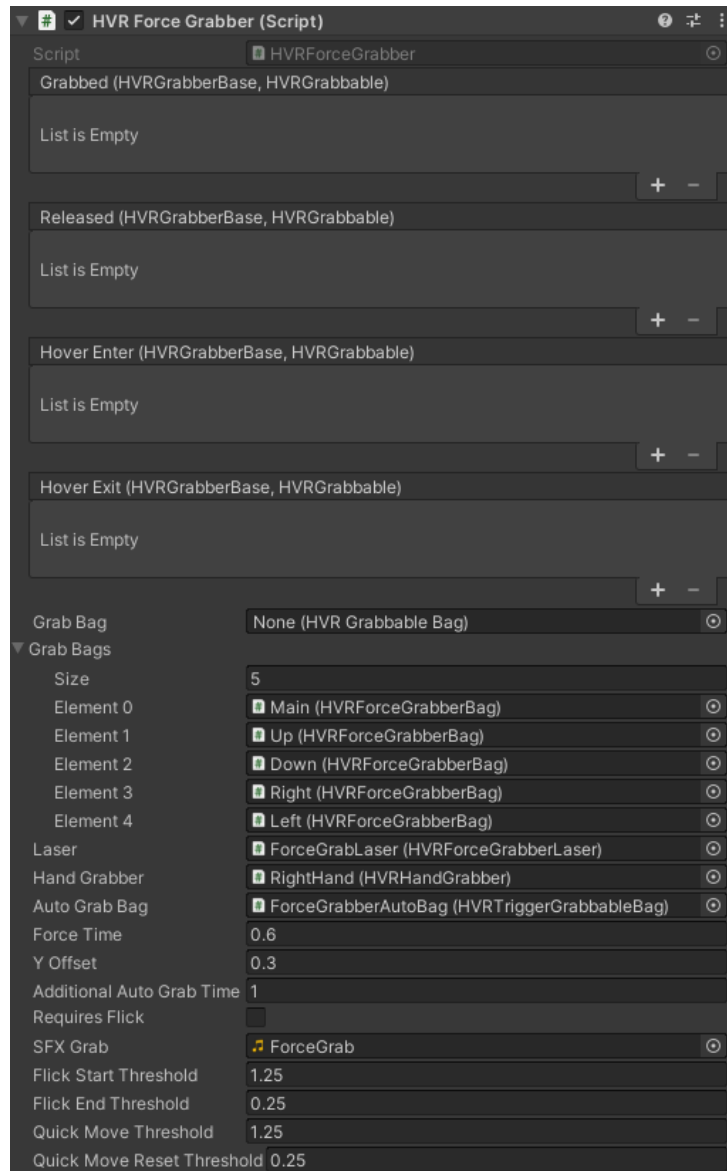 HVR Force Grabber (Script)
Script HVRForceGrabber
Grabbed (HVRGrabberBase, HVRGrabbable)
List is Empty
+ −
Released (HVRGrabberBase, HVRGrabbable)
List is Empty
+ −
Hover Enter (HVRGrabberBase, HVRGrabbable)
List is Empty
+ −
Hover Exit (HVRGrabberBase, HVRGrabbable)
List is Empty
+ −
Grab Bag None (HVR Grabbable Bag)
Grab Bags
Size 5
Element 0 Main (HVRForceGrabberBag)
Element 1 Up (HVRForceGrabberBag)
Element 2 Down (HVRForceGrabberBag)
Element 3 Right (HVRForceGrabberBag)
Element 4 Left (HVRForceGrabberBag)
Laser ForceGrabLaser (HVRForceGrabberLaser)
Hand Grabber RightHand (HVRHandGrabber)
Auto Grab Bag ForceGrabberAutoBag (HVRTriggerGrabbableBag)
Force Time 0.6
Y Offset 0.3
Additional Auto Grab Time 1
Requires Flick
SFX Grab ForceGrab
Flick Start Threshold 1.25
Flick End Threshold 0.25
Quick Move Threshold 1.25
Quick Move Reset Threshold 0.25